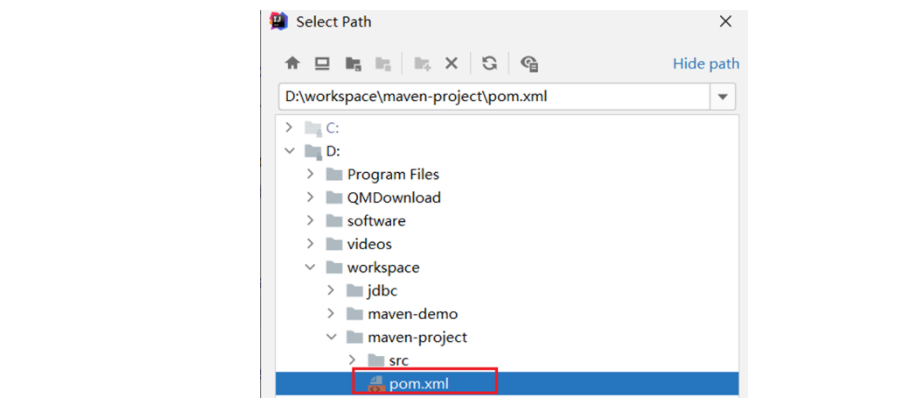 Select Path
Hide path
D:\workspace\maven-project\pom.xml
C:
D:
Program Files
QMDownload
software
videos
workspace
jdbc
maven-demo
maven-project
src
pom.xml